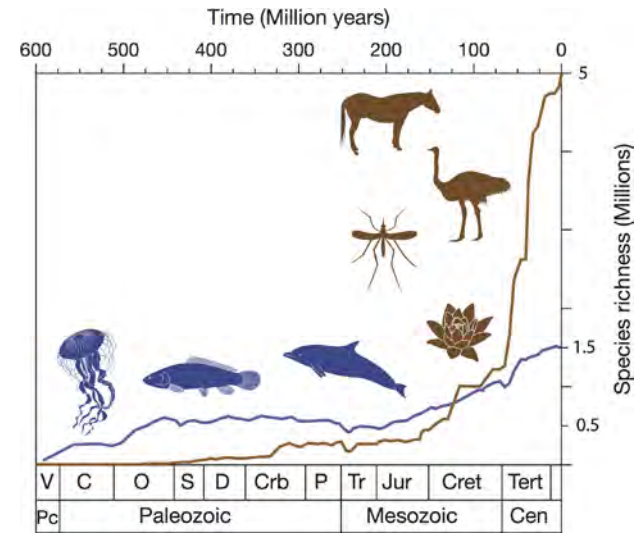 Time (Million years)
600 500 400 300 200 100 0
5
1.5
0.5
Species richness (Millions)
V C O S D Crb P Tr Jur Cret Tert
Pc Paleozoic Mesozoic Cen